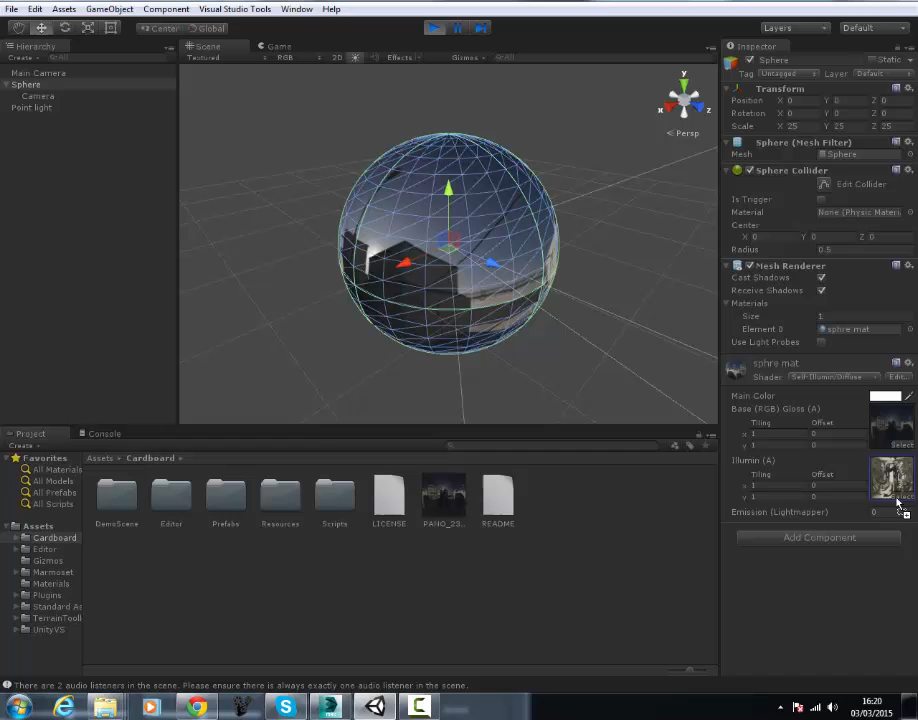 File Edit Assets GameObject Component Visual Studio Tools Window Help
Center Global Layers Default
Hierarchy Scene Game Inspector
Create Textured RGB 2D Effects Gizmos All
Main Camera
Sphere
Camera
Point light
y
x z
Persp
Sphere Static
Tag Untagged Layer Default
Transform
Position X 0 Y 0 Z 0
Rotation X 0 Y 0 Z 0
Scale X 25 Y 25 Z 25
Sphere (Mesh Filter)
Mesh Sphere
Sphere Collider
Edit Collider
Is Trigger
Material None (Physic Materi
Center
X 0 Y 0 Z 0
Radius 0.5
Mesh Renderer
Cast Shadows
Receive Shadows
Materials
Size 1
Element 0 sphre mat
Use Light Probes
sphre mat
Shader Self-Illumin/Diffuse Edit...
Main Color
Base (RGB) Gloss (A)
Tiling Offset
x 1 0
y 1 0
Select
Illumin (A)
Tiling Offset
x 1 0
y 1 0
Emission (Lightmapper) 0
Add Component
Project Console
Create
Favorites
All Materials
All Models
All Prefabs
All Scripts
Assets
Cardboard
Editor
Gizmos
Marmoset
Materials
Plugins
Standard As
TerrainTooll
UnityVS
Assets Cardboard
DemoScene Editor Prefabs Resources Scripts LICENSE PANO_23... README
There are 2 audio listeners in the scene. Please ensure there is always exactly one audio listener in the scene.
16:20
03/03/2015